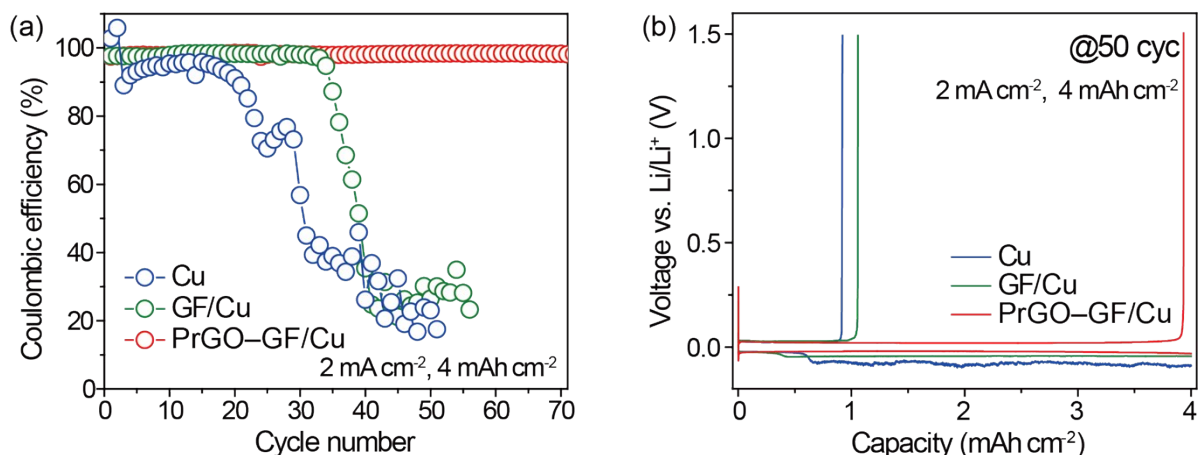 (a)
Coulombic efficiency (%)
100
80
60
40
20
0
Cu
GF/Cu
PrGO–GF/Cu
2 mA cm⁻², 4 mAh cm⁻²
0 10 20 30 40 50 60 70
Cycle number
(b)
Voltage vs. Li/Li⁺ (V)
1.5
1.0
0.5
0.0
@50 cyc
2 mA cm⁻², 4 mAh cm⁻²
Cu
GF/Cu
PrGO–GF/Cu
0 1 2 3 4
Capacity (mAh cm⁻²)